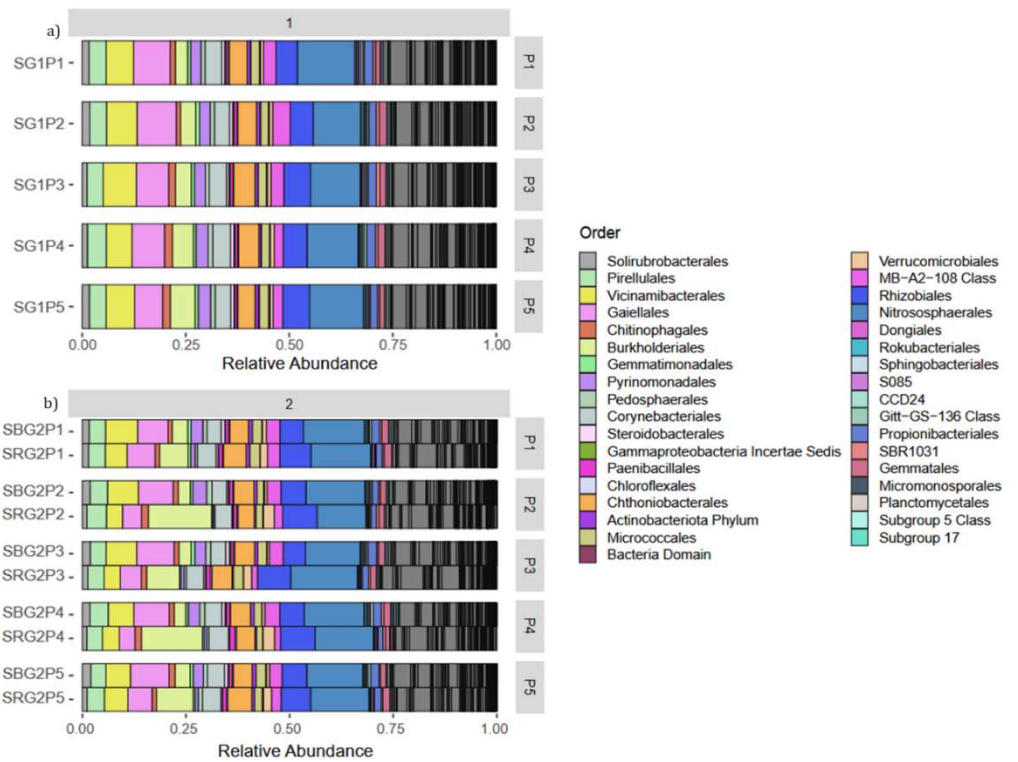 a)
1
SG1P1
P1
SG1P2
P2
SG1P3
P3
SG1P4
P4
SG1P5
P5
0.00 0.25 0.50 0.75 1.00
Relative Abundance
b)
2
SBG2P1
SRG2P1
P1
SBG2P2
SRG2P2
P2
SBG2P3
SRG2P3
P3
SBG2P4
SRG2P4
P4
SBG2P5
SRG2P5
P5
0.00 0.25 0.50 0.75 1.00
Relative Abundance
Order
Solirubrobacterales
Pirellulales
Vicinamibacterales
Gaiellales
Chitinophagales
Burkholderiales
Gemmatimonadales
Pyrinomonadales
Pedosphaerales
Corynebacteriales
Steroidobacterales
Gammaproteobacteria Incertae Sedis
Paenibacillales
Chloroflexales
Chthoniobacterales
Actinobacteriota Phylum
Micrococcales
Bacteria Domain
Verrucomicrobiales
MB-A2-108 Class
Rhizobiales
Nitrososphaerales
Dongiales
Rokubacteriales
Sphingobacteriales
S085
CCD24
Gitt-GS-136 Class
Propionibacteriales
SBR1031
Gemmatales
Micromonosporales
Planctomycetales
Subgroup 5 Class
Subgroup 17